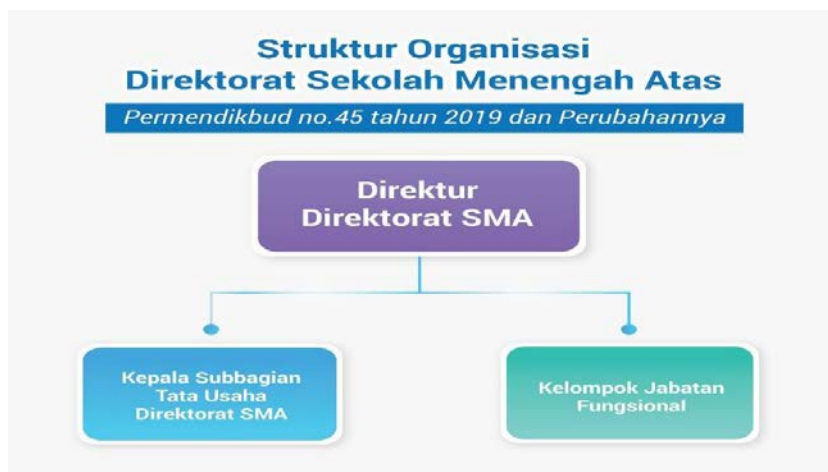 Struktur Organisasi
Direktorat Sekolah Menengah Atas
Permendikbud no.45 tahun 2019 dan Perubahannya
Direktur
Direktorat SMA
Kepala Subbagian
Tata Usaha
Direktorat SMA
Kelompok Jabatan
Fungsional